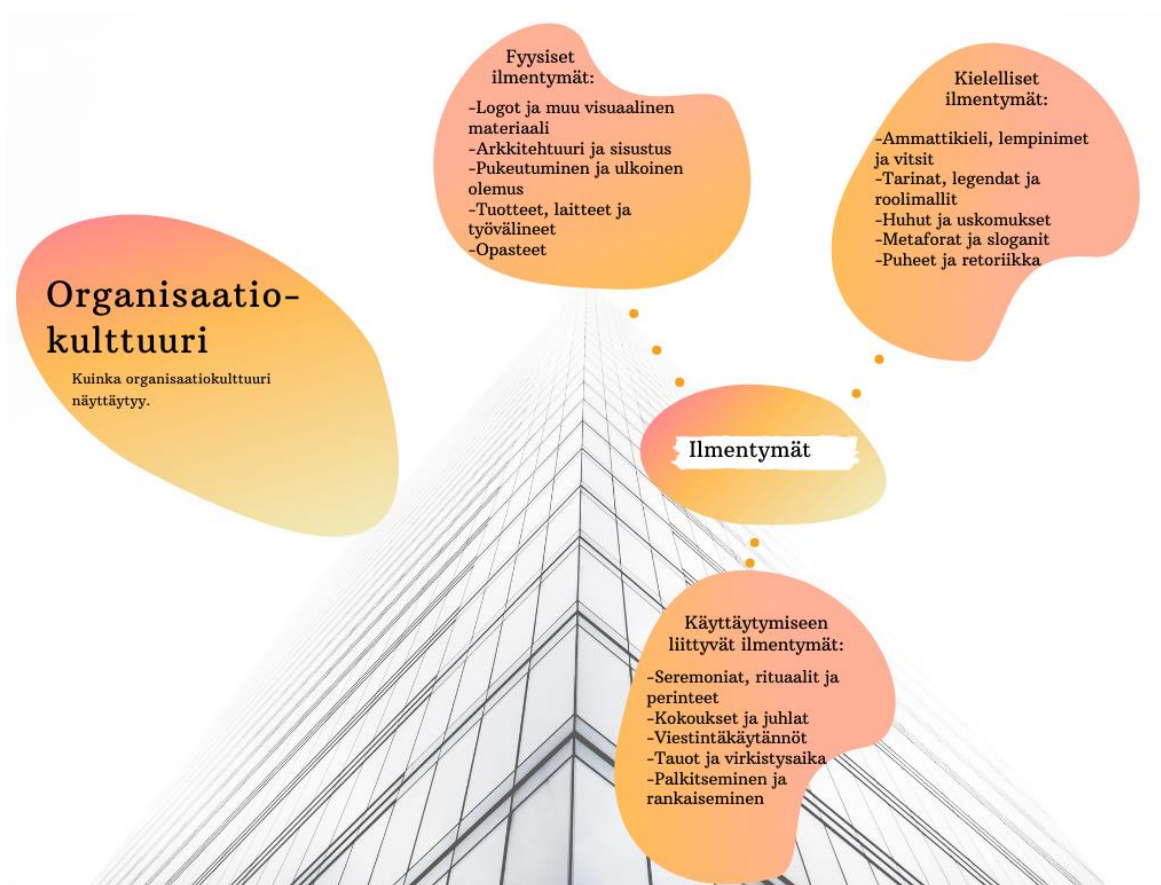 Organisaatio-
kulttuuri
Kuinka organisaatiokulttuuri
näyttäytyy.
Fyysiset
ilmentymät:
-Logot ja muu visuaalinen
materiaali
-Arkkitehtuuri ja sisustus
-Pukeutuminen ja ulkoinen
olemus
-Tuotteet, laitteet ja
työvälineet
-Opasteet
Kielelliset
ilmentymät:
-Ammattikieli, lempinimet
ja vitsit
-Tarinat, legendat ja
roolimallit
-Huhut ja uskomukset
-Metaforat ja sloganit
-Puheet ja retoriikka
Ilmentymät
Käyttäytymiseen
liittyvät ilmentymät:
-Seremoniat, rituaalit ja
perinteet
-Kokoukset ja juhlat
-Viestintäkäytännöt
-Tauot ja virkistysaika
-Palkitseminen ja
rankaiseminen